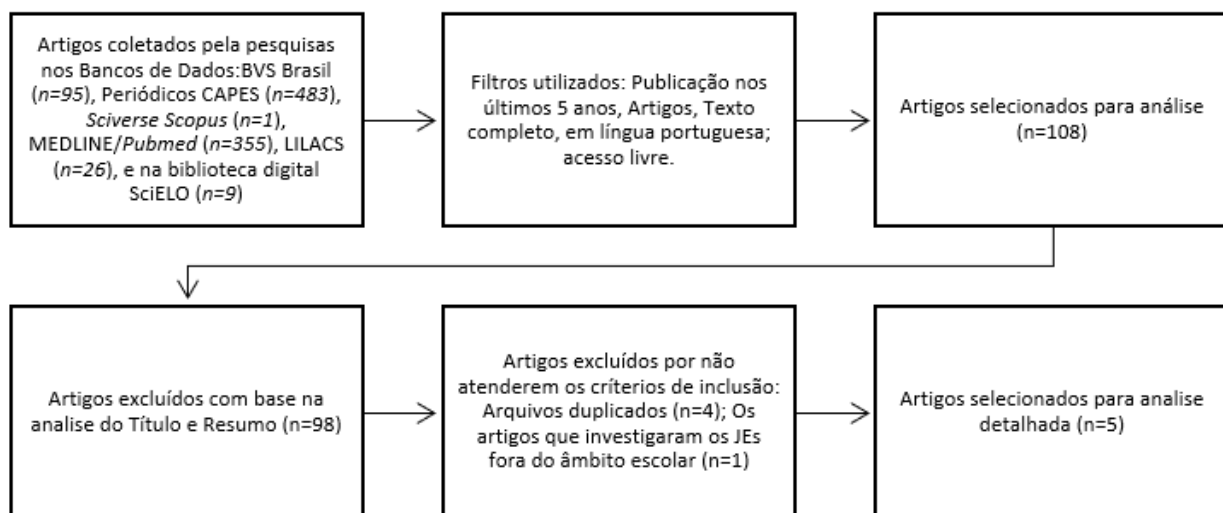 Artigos coletados pela pesquisas
nos Bancos de Dados:BVS Brasil
(n=95), Periódicos CAPES (n=483),
Sciverse Scopus (n=1),
MEDLINE/Pubmed (n=355), LILACS
(n=26), e na biblioteca digital
SciELO (n=9)
Filtros utilizados: Publicação nos
últimos 5 anos, Artigos, Texto
completo, em língua portuguesa;
acesso livre.
Artigos selecionados para análise
(n=108)
Artigos excluídos com base na
analise do Título e Resumo (n=98)
Artigos excluídos por não
atenderem os críterios de inclusão:
Arquivos duplicados (n=4); Os
artigos que investigaram os JEs
fora do âmbito escolar (n=1)
Artigos selecionados para analise
detalhada (n=5)